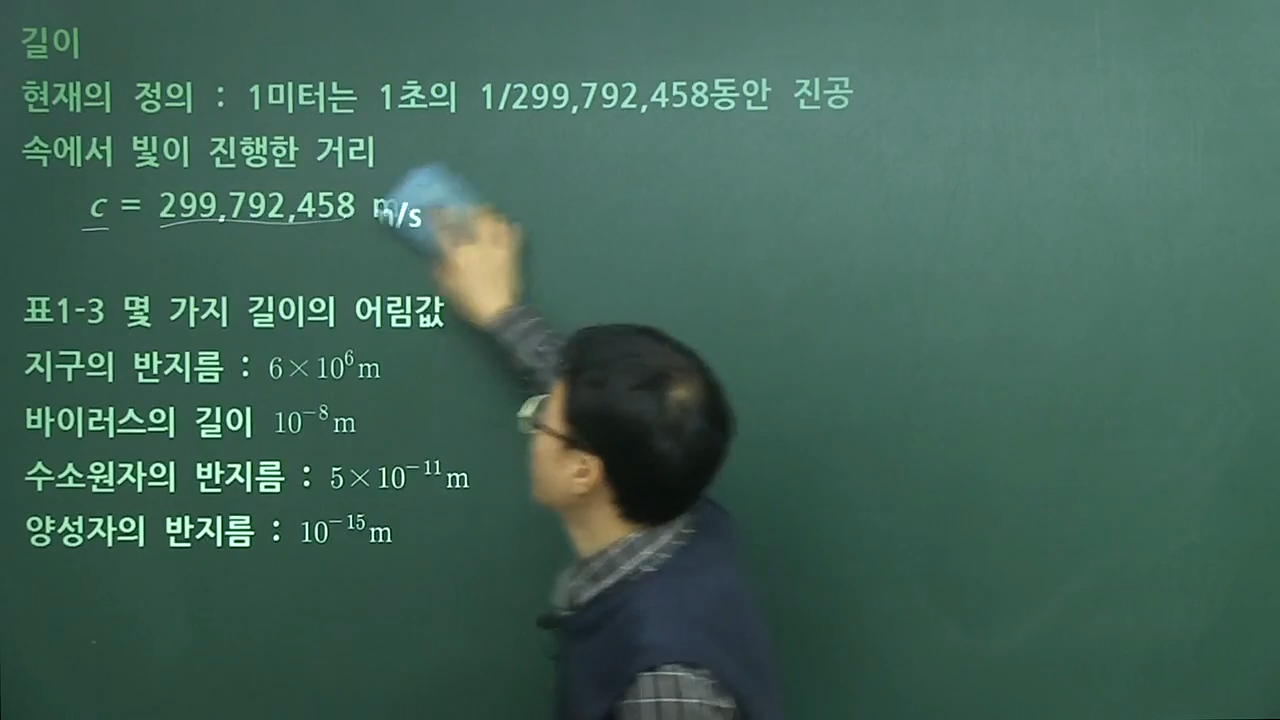 길이
현재의 정의 : 1미터는 1초의 1/299,792,458동안 진공
속에서 빛이 진행한 거리
c = 299,792,458 m/s
표1-3 몇 가지 길이의 어림값
지구의 반지름 : 6×10⁶m
바이러스의 길이 10⁻⁸m
수소원자의 반지름 : 5×10⁻¹¹m
양성자의 반지름 : 10⁻¹⁵m